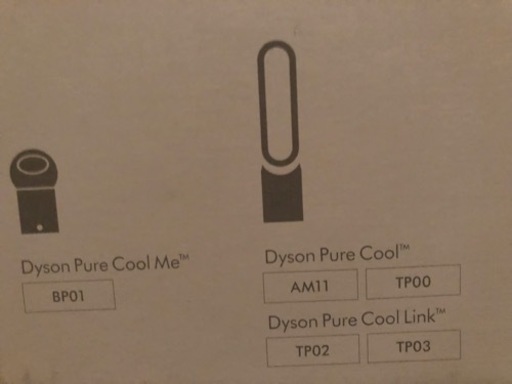 Dyson Pure Cool Me™
BP01
Dyson Pure Cool™
AM11 TP00
Dyson Pure Cool Link™
TP02 TP03